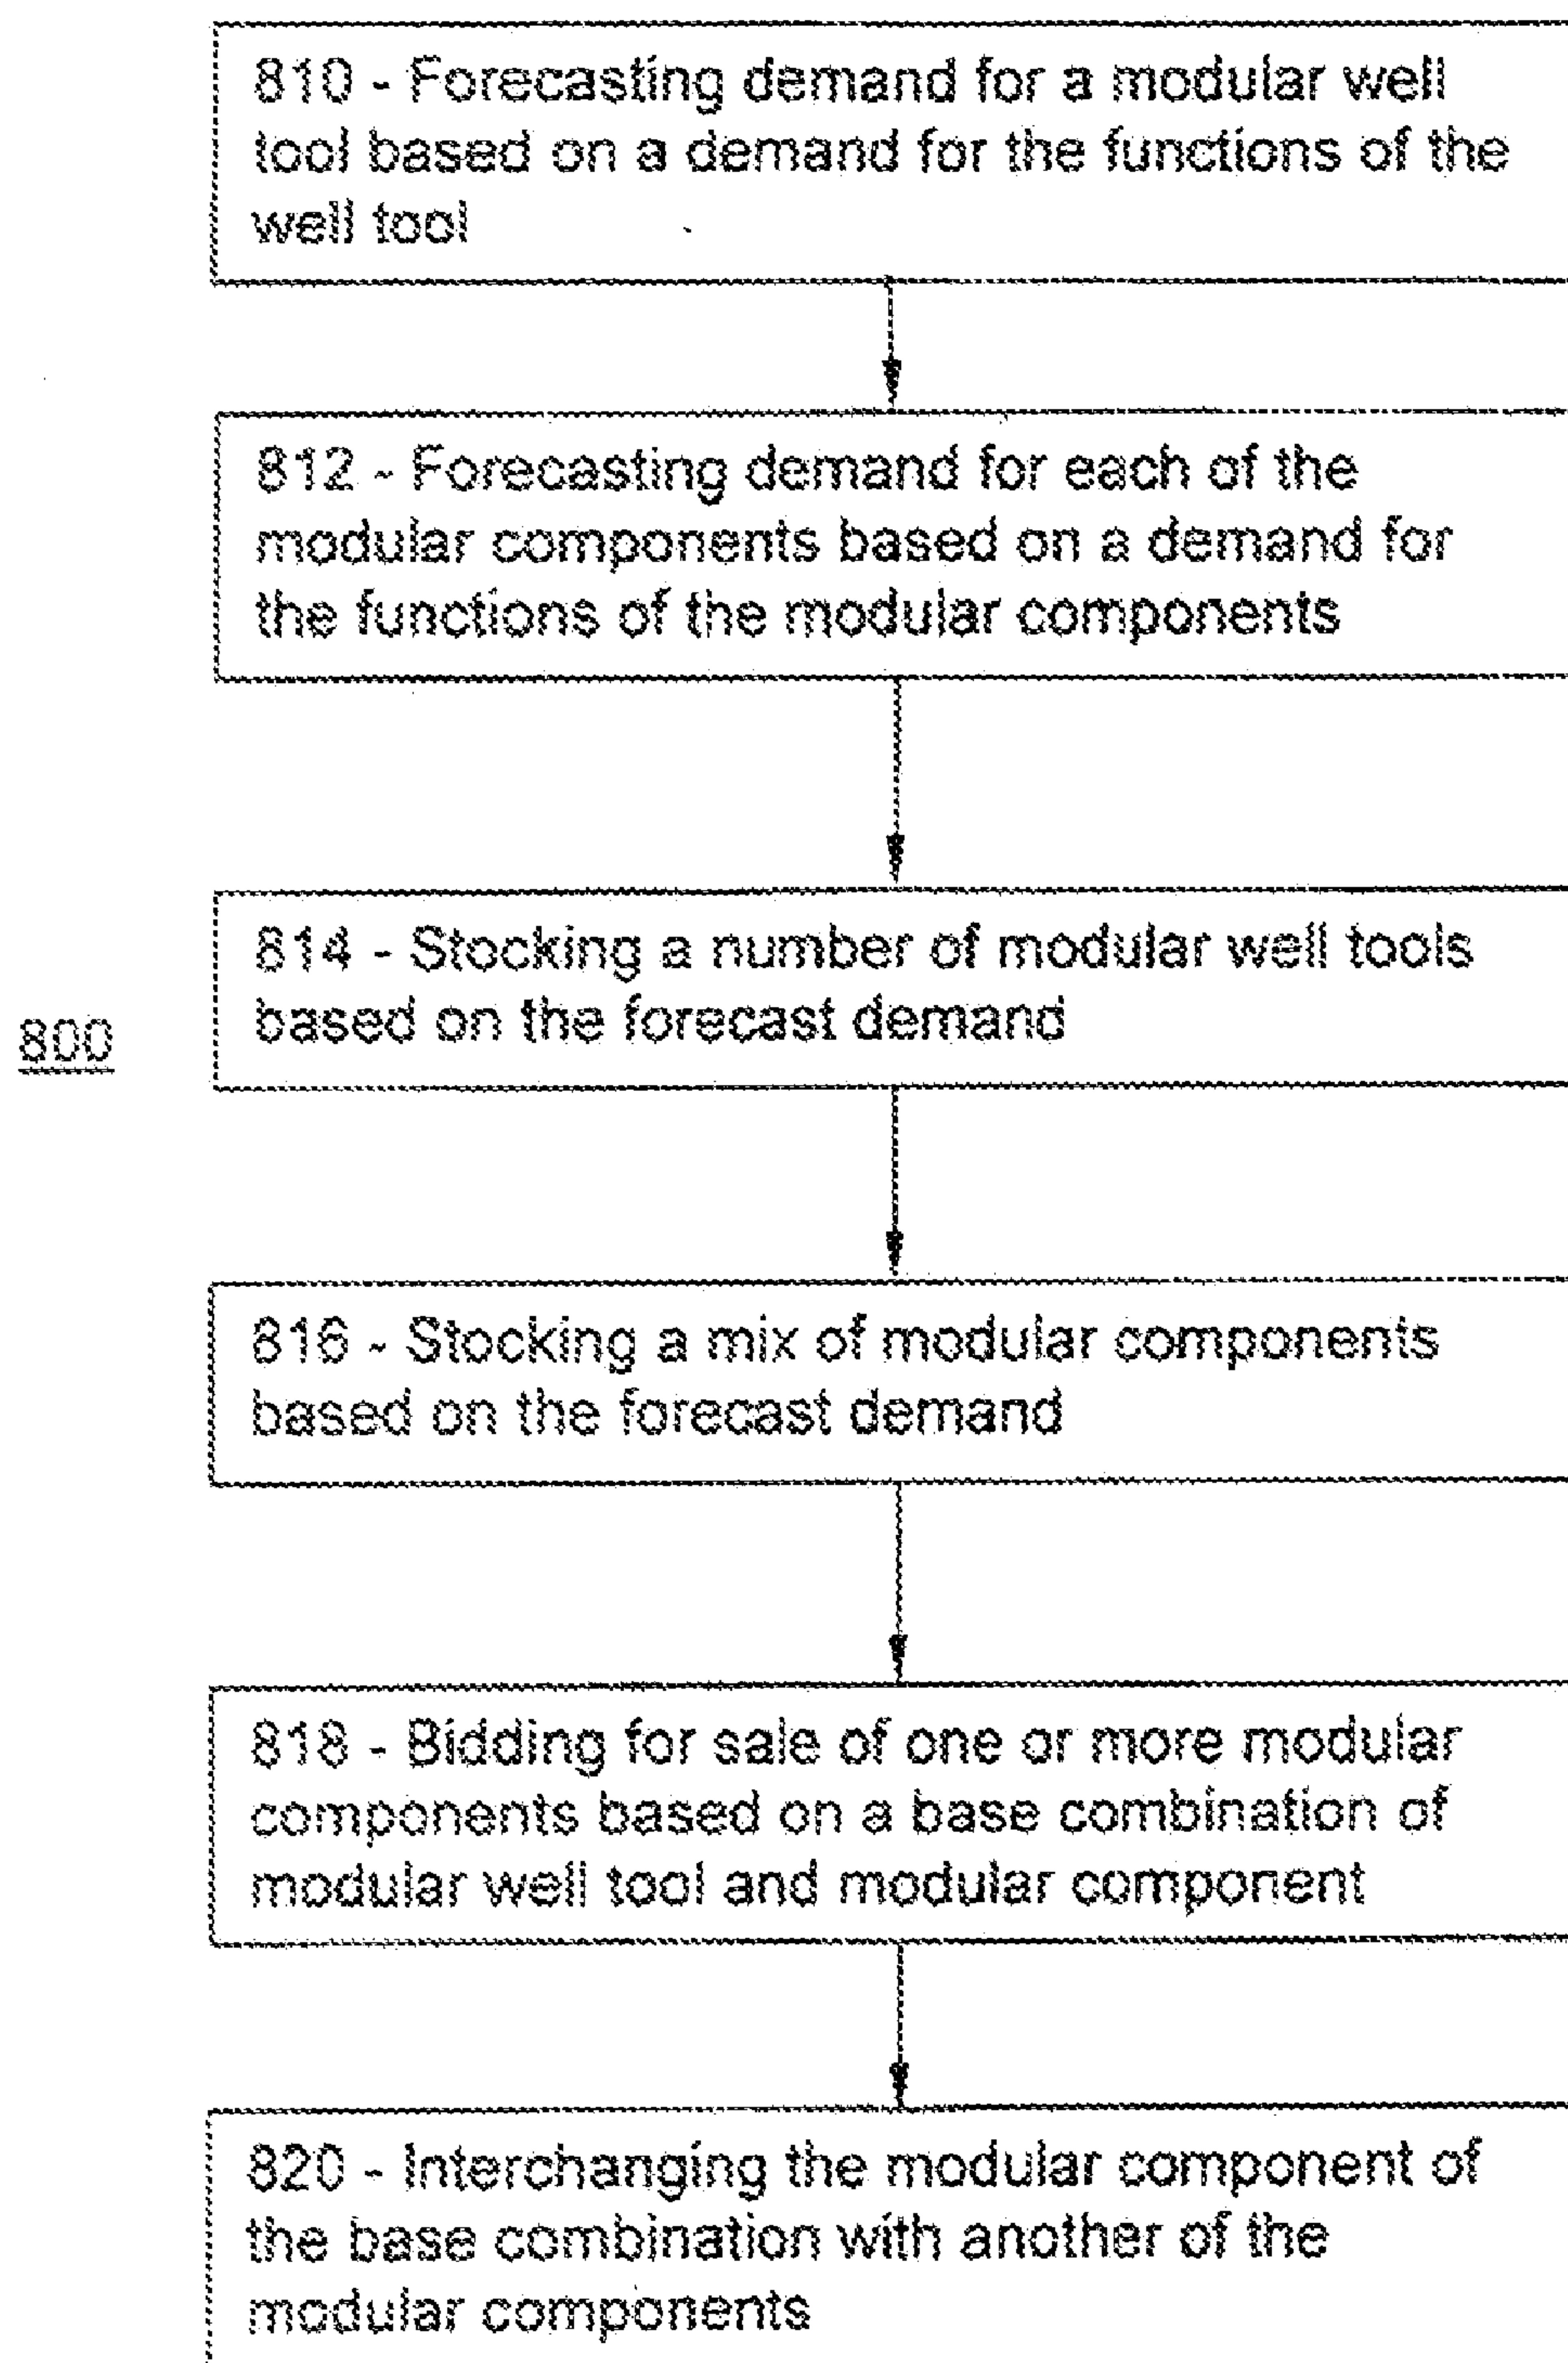 810 - Forecasting demand for a modular well
tool based on a demand for the functions of the
well tool
812 - Forecasting demand for each of the
modular components based on a demand for
the functions of the modular components
814 - Stocking a number of modular well tools
based on the forecast demand
800
816 - Stocking a mix of modular components
based on the forecast demand
818 - Bidding for sale of one or more modular
components based on a base combination of
modular well tool and modular component
820 - Interchanging the modular component of
the base combination with another of the
modular components